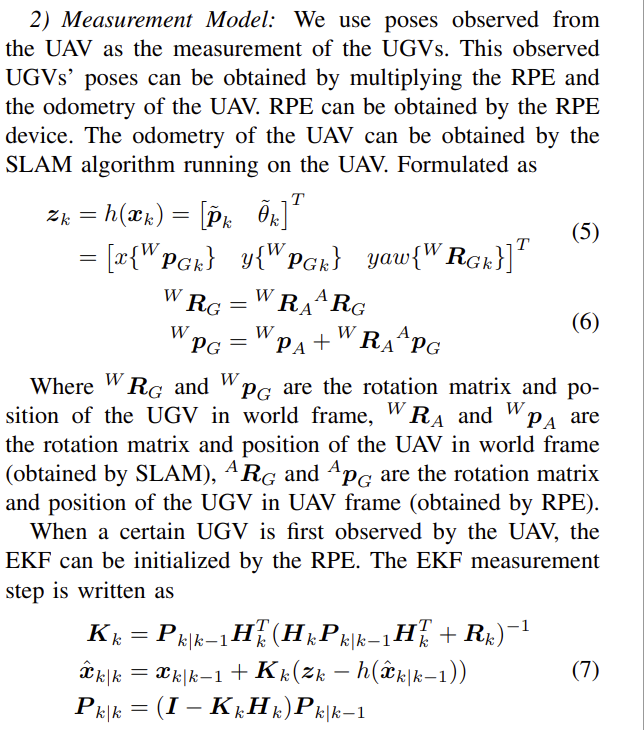 2) Measurement Model: We use poses observed from
the UAV as the measurement of the UGVs. This observed
UGVs' poses can be obtained by multiplying the RPE and
the odometry of the UAV. RPE can be obtained by the RPE
device. The odometry of the UAV can be obtained by the
SLAM algorithm running on the UAV. Formulated as
$\boldsymbol{z}_k = h(\boldsymbol{x}_k) = \begin{bmatrix} \tilde{\boldsymbol{p}}_k & \tilde{\theta}_k \end{bmatrix}^T$
$= \begin{bmatrix} x\{^W\boldsymbol{p}_{Gk}\} & y\{^W\boldsymbol{p}_{Gk}\} & yaw\{^W\boldsymbol{R}_{Gk}\} \end{bmatrix}^T$ (5)
$^W\boldsymbol{R}_G = {}^W\boldsymbol{R}_A {}^A\boldsymbol{R}_G$
$^W\boldsymbol{p}_G = {}^W\boldsymbol{p}_A + {}^W\boldsymbol{R}_A {}^A\boldsymbol{p}_G$ (6)
Where $^W\boldsymbol{R}_G$ and $^W\boldsymbol{p}_G$ are the rotation matrix and po-
sition of the UGV in world frame, $^W\boldsymbol{R}_A$ and $^W\boldsymbol{p}_A$ are
the rotation matrix and position of the UAV in world frame
(obtained by SLAM), $^A\boldsymbol{R}_G$ and $^A\boldsymbol{p}_G$ are the rotation matrix
and position of the UGV in UAV frame (obtained by RPE).
When a certain UGV is first observed by the UAV, the
EKF can be initialized by the RPE. The EKF measurement
step is written as
$\boldsymbol{K}_k = \boldsymbol{P}_{k|k-1}\boldsymbol{H}_k^T(\boldsymbol{H}_k\boldsymbol{P}_{k|k-1}\boldsymbol{H}_k^T + \boldsymbol{R}_k)^{-1}$
$\hat{\boldsymbol{x}}_{k|k} = \boldsymbol{x}_{k|k-1} + \boldsymbol{K}_k(\boldsymbol{z}_k - h(\hat{\boldsymbol{x}}_{k|k-1}))$ (7)
$\boldsymbol{P}_{k|k} = (\boldsymbol{I} - \boldsymbol{K}_k\boldsymbol{H}_k)\boldsymbol{P}_{k|k-1}$